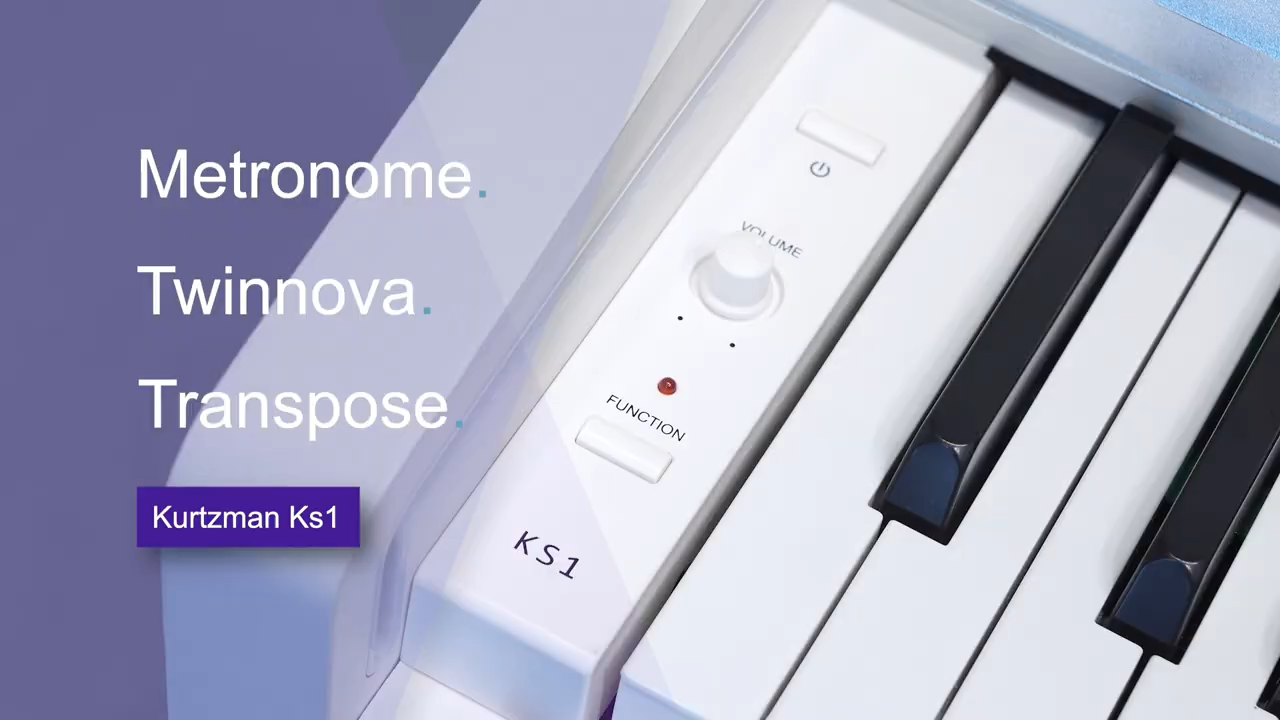 Metronome.
Twinnova.
Transpose.
Kurtzman Ks1
VOLUME
FUNCTION
KS1